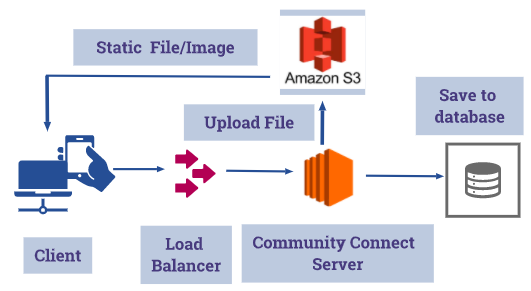 Static File/Image
Amazon S3
Save to
database
Upload File
Client
Load
Balancer
Community Connect
Server